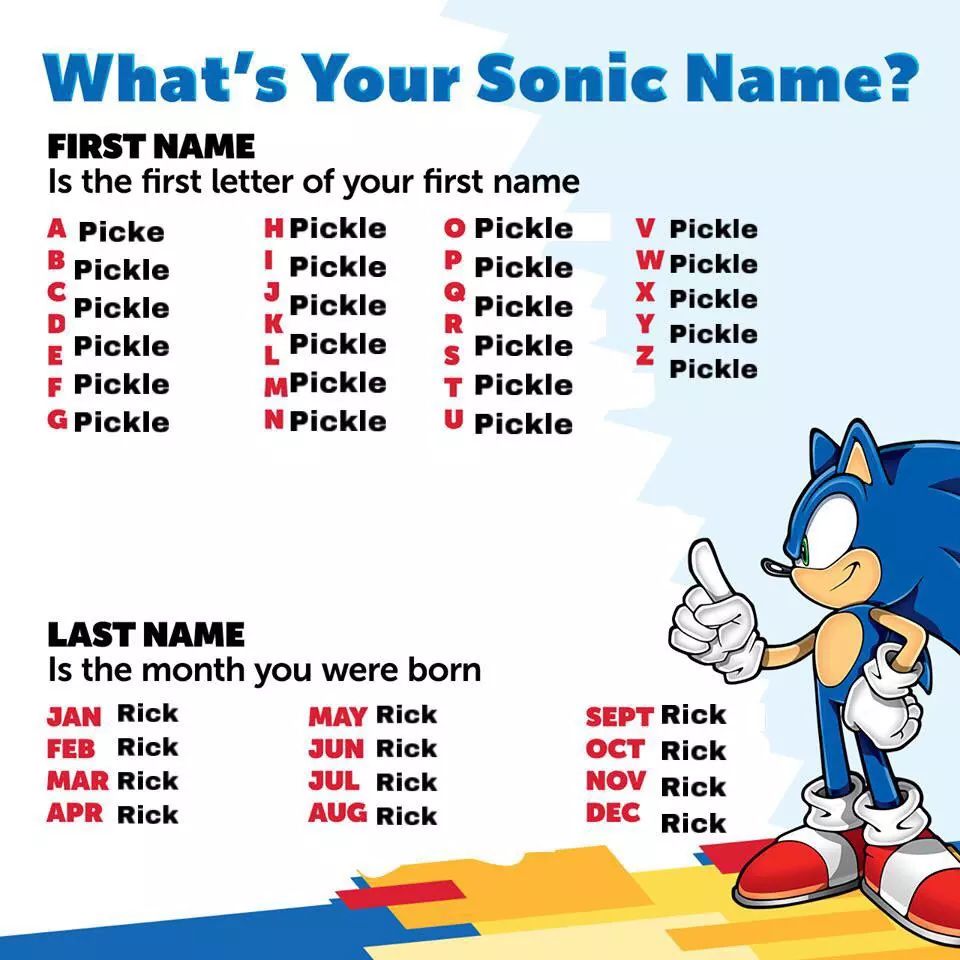 What's Your Sonic Name?
FIRST NAME
Is the first letter of your first name
A Picke
B Pickle
C Pickle
D Pickle
E Pickle
F Pickle
G Pickle
H Pickle
I Pickle
J Pickle
K Pickle
L Pickle
M Pickle
N Pickle
O Pickle
P Pickle
Q Pickle
R Pickle
S Pickle
T Pickle
U Pickle
V Pickle
W Pickle
X Pickle
Y Pickle
Z Pickle
LAST NAME
Is the month you were born
JAN Rick
FEB Rick
MAR Rick
APR Rick
MAY Rick
JUN Rick
JUL Rick
AUG Rick
SEPT Rick
OCT Rick
NOV Rick
DEC Rick